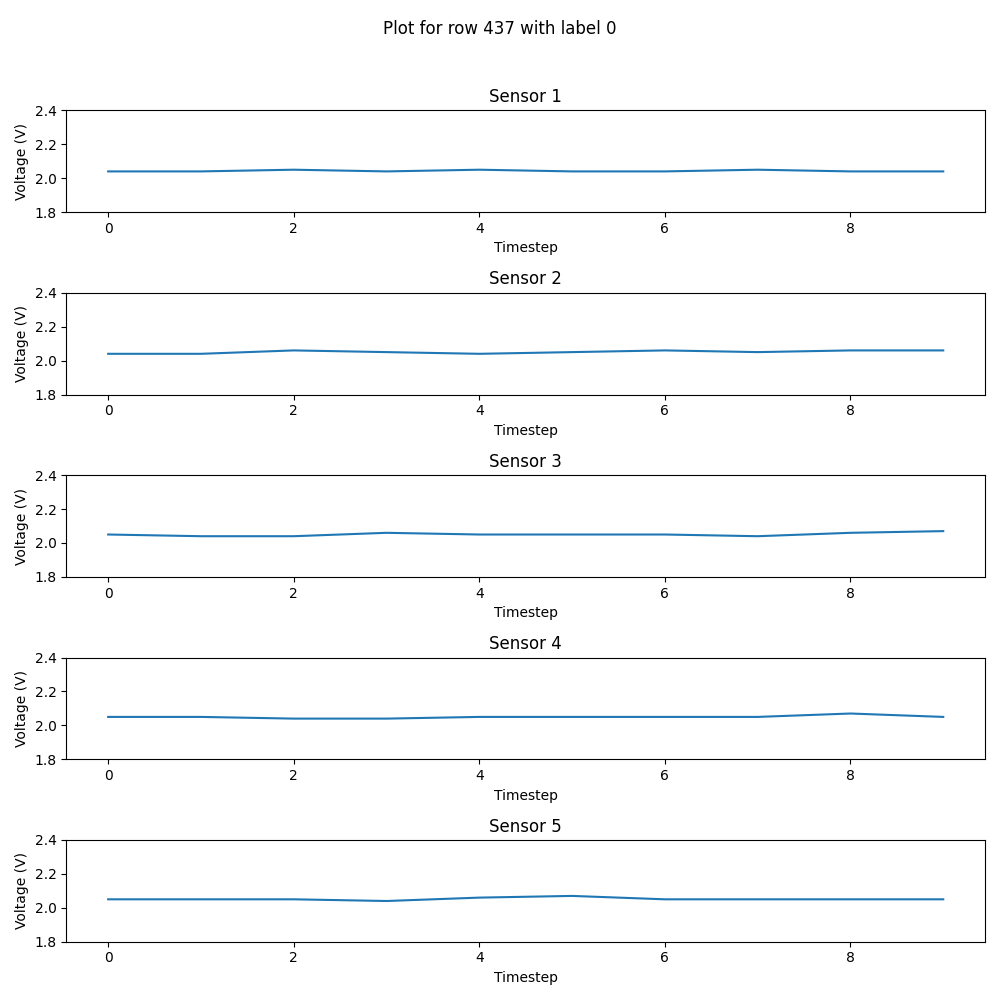 Plot for row 437 with label 0
Sensor 1
2.4
2.2
2.0
1.8
Voltage (V)
0 2 4 6 8
Timestep
Sensor 2
2.4
2.2
2.0
1.8
Voltage (V)
0 2 4 6 8
Timestep
Sensor 3
2.4
2.2
2.0
1.8
Voltage (V)
0 2 4 6 8
Timestep
Sensor 4
2.4
2.2
2.0
1.8
Voltage (V)
0 2 4 6 8
Timestep
Sensor 5
2.4
2.2
2.0
1.8
Voltage (V)
0 2 4 6 8
Timestep